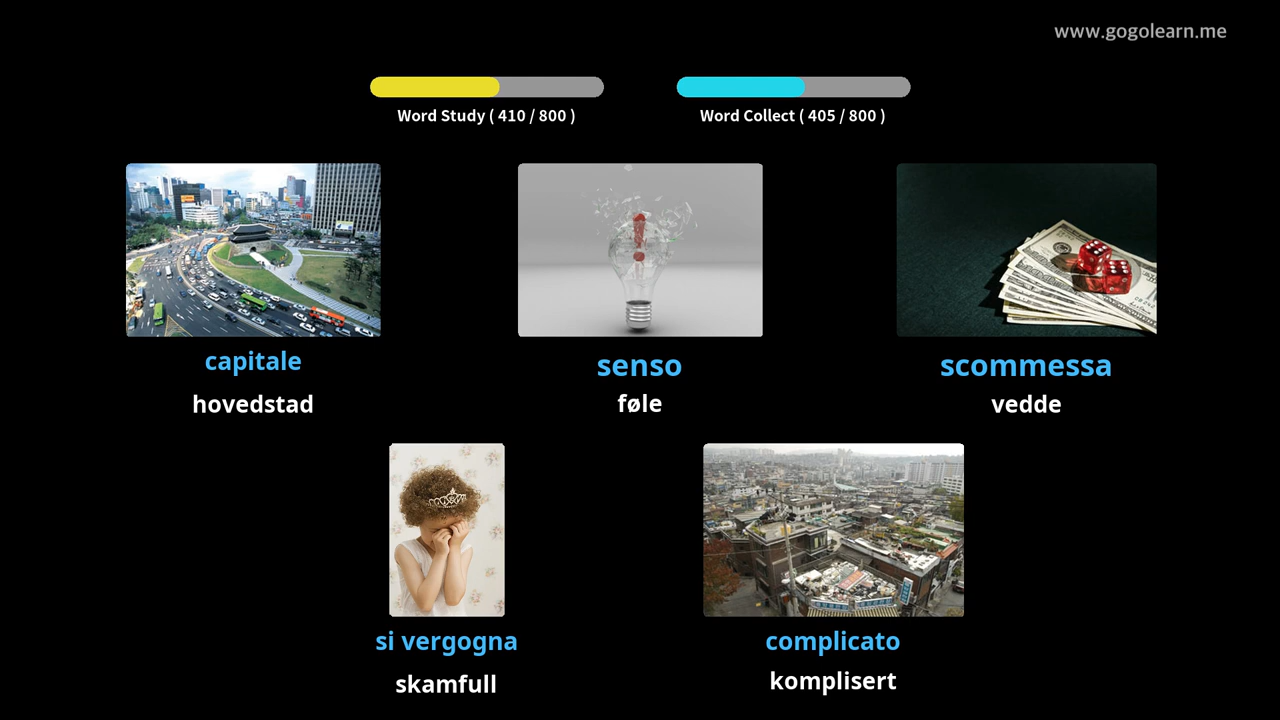 www.gogolearn.me
Word Study ( 410 / 800 )
Word Collect ( 405 / 800 )
capitale
hovedstad
senso
føle
scommessa
vedde
si vergogna
skamfull
complicato
komplisert